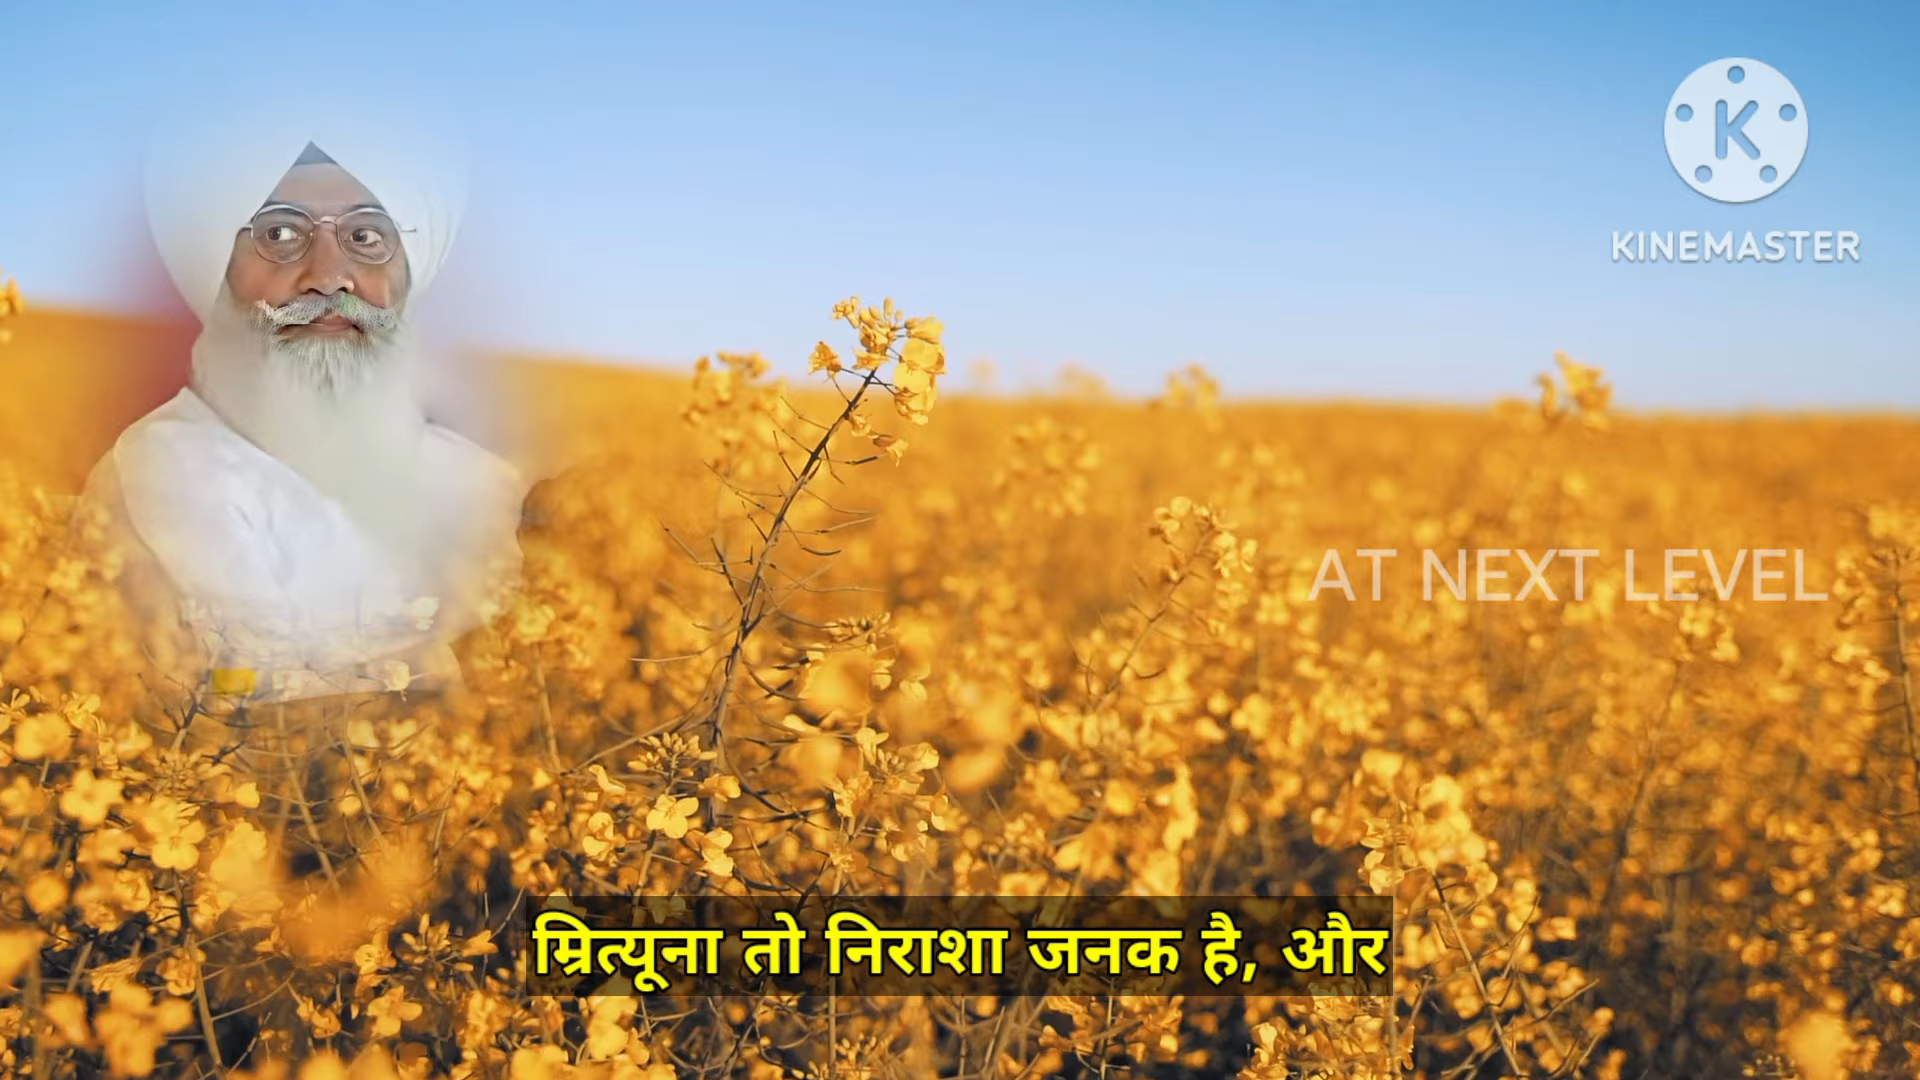 K
KINEMASTER
AT NEXT LEVEL
म्रित्यूना तो निराशा जनक है, और